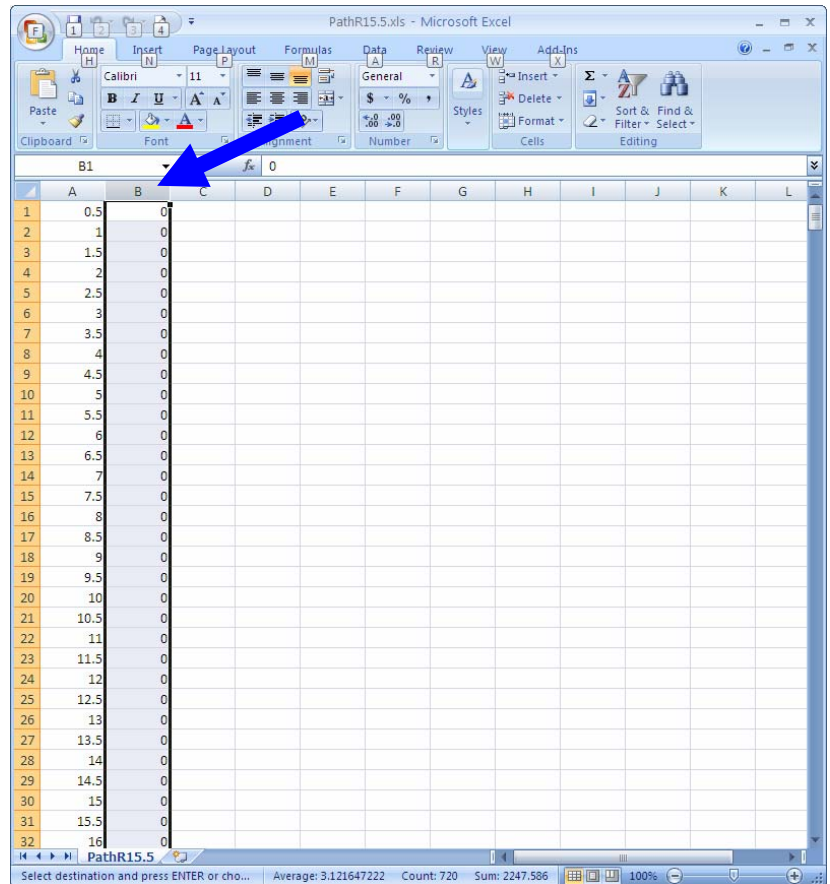 PathR15.5.xls - Microsoft Excel
F 1 2 3 4
Home Insert Page Layout Formulas Data Review View Add-Ins
H N P M A R W X
Calibri 11 General Insert Σ
Paste B I U A A $ % , Styles Delete Sort & Find &
A .0 .00 .00 .0 Format Filter Select
Clipboard Font Alignment Number Cells Editing
B1 fx 0
A B C D E F G H I J K L
1 0.5 0
2 1 0
3 1.5 0
4 2 0
5 2.5 0
6 3 0
7 3.5 0
8 4 0
9 4.5 0
10 5 0
11 5.5 0
12 6 0
13 6.5 0
14 7 0
15 7.5 0
16 8 0
17 8.5 0
18 9 0
19 9.5 0
20 10 0
21 10.5 0
22 11 0
23 11.5 0
24 12 0
25 12.5 0
26 13 0
27 13.5 0
28 14 0
29 14.5 0
30 15 0
31 15.5 0
32 16 0
PathR15.5
Select destination and press ENTER or cho... Average: 3.121647222 Count: 720 Sum: 2247.586 100%